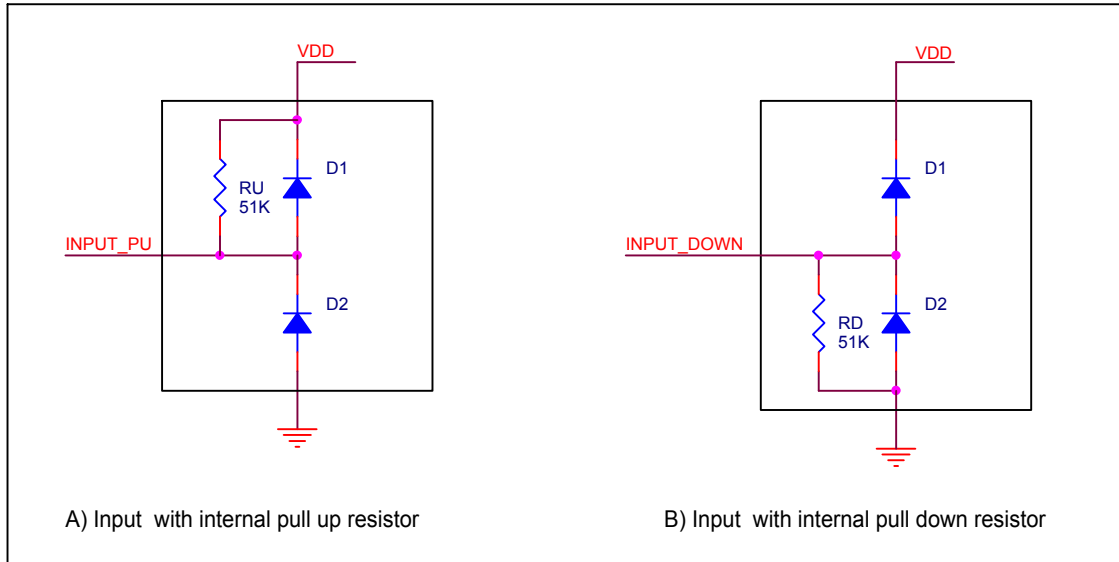 VDD
D1
RU
51K
INPUT_PU
D2
A) Input with internal pull up resistor
VDD
D1
INPUT_DOWN
RD
51K
D2
B) Input with internal pull down resistor